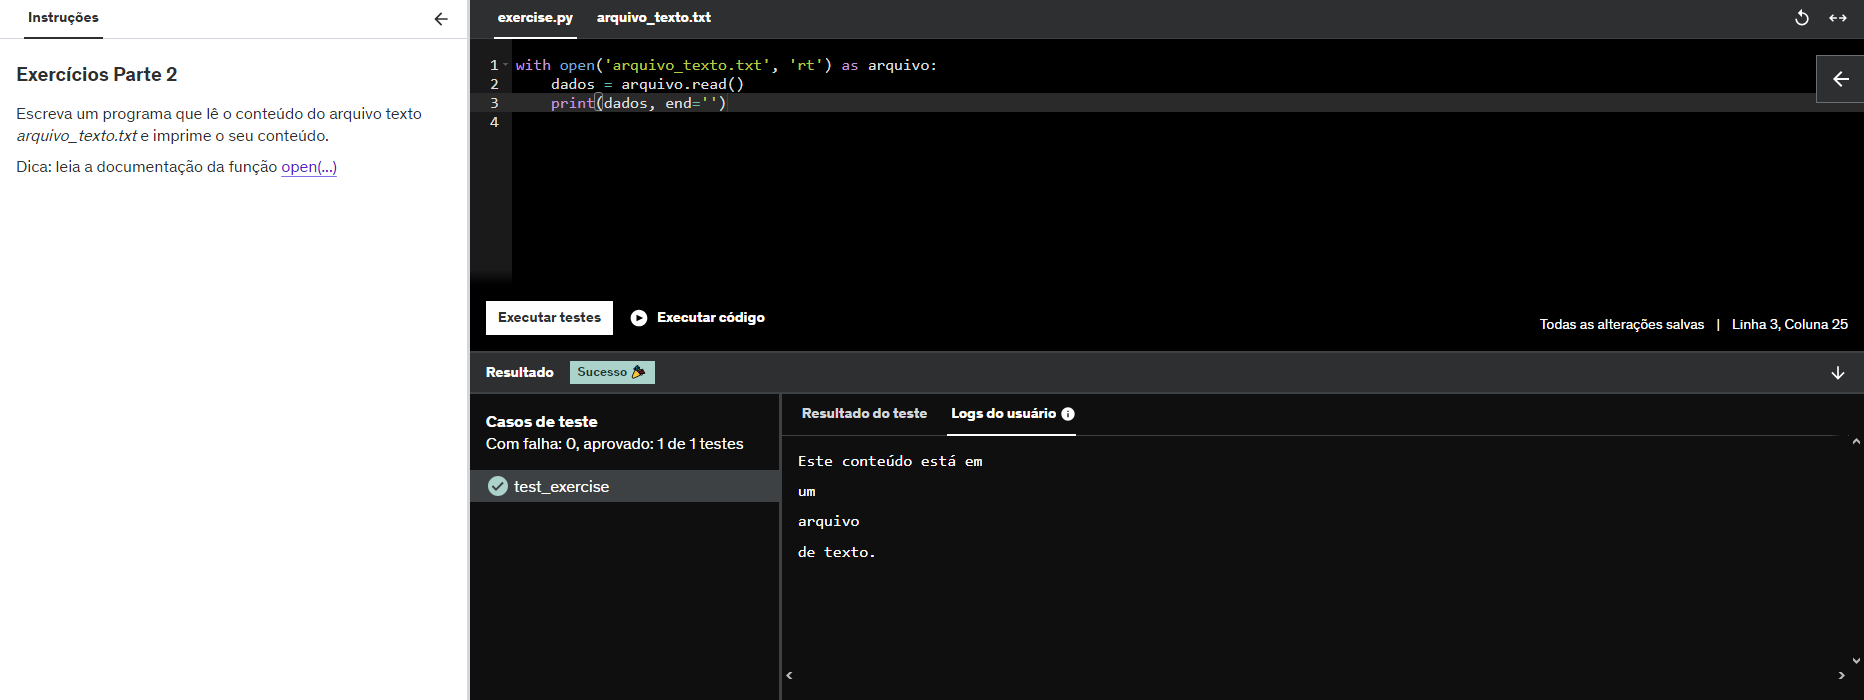 Instruções
Exercícios Parte 2
Escreva um programa que lê o conteúdo do arquivo texto
arquivo_texto.txt e imprime o seu conteúdo.
Dica: leia a documentação da função open(...)
exercise.py arquivo_texto.txt
1 with open('arquivo_texto.txt', 'rt') as arquivo:
2     dados = arquivo.read()
3     print(dados, end='')
4
Executar testes Executar código
Todas as alterações salvas | Linha 3, Coluna 25
Resultado Sucesso
Casos de teste
Com falha: 0, aprovado: 1 de 1 testes
test_exercise
Resultado do teste Logs do usuário
Este conteúdo está em
um
arquivo
de texto.